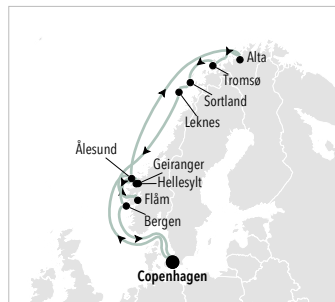 Alta
Tromsø
Sortland
Leknes
Ålesund
Geiranger
Hellesylt
Flåm
Bergen
Copenhagen